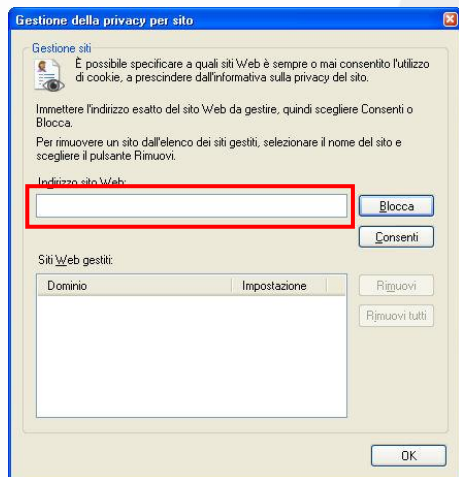 Gestione della privacy per sito
Gestione siti
È possibile specificare a quali siti Web è sempre o mai consentito l'utilizzo
di cookie, a prescindere dall'informativa sulla privacy del sito.
Immettere l'indirizzo esatto del sito Web da gestire, quindi scegliere Consenti o
Blocca.
Per rimuovere un sito dall'elenco dei siti gestiti, selezionare il nome del sito e
scegliere il pulsante Rimuovi.
Indirizzo sito Web:
Blocca
Consenti
Siti Web gestiti:
Dominio Impostazione
Rimuovi
Rimuovi tutti
OK